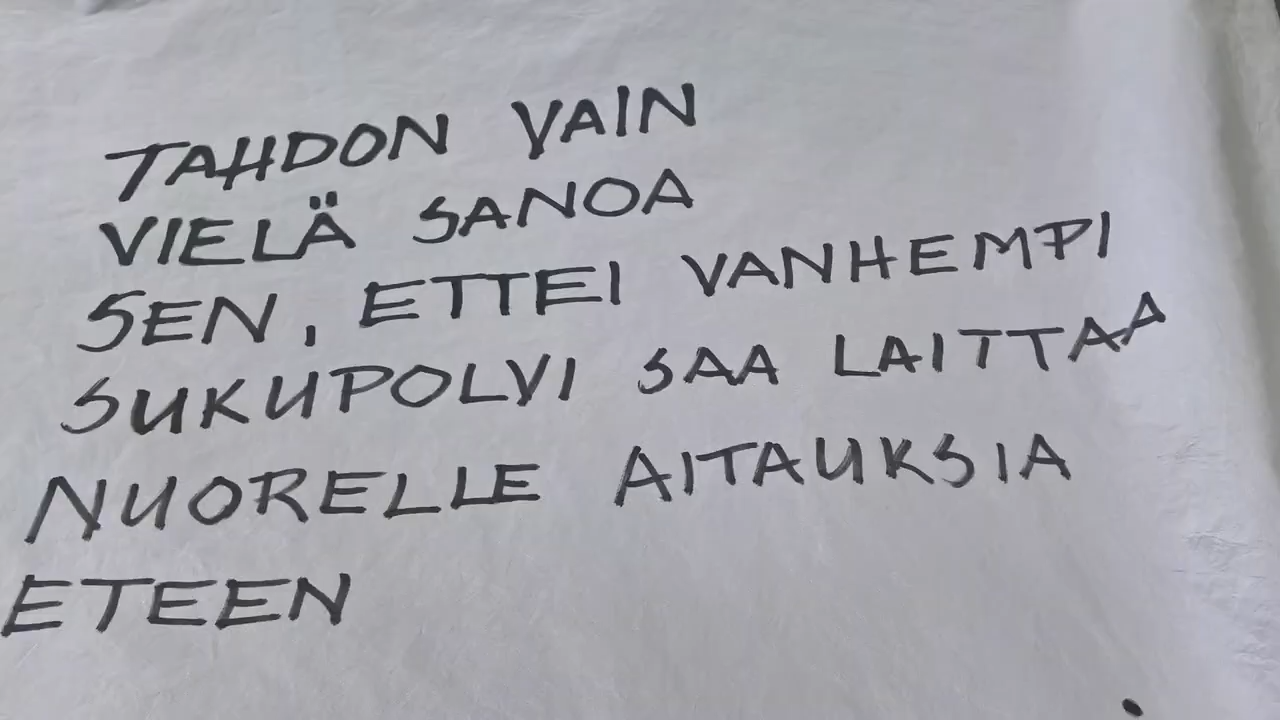 TAHDON VAIN
VIELÄ SANOA
SEN, ETTEI VANHEMPI
SUKUPOLVI SAA LAITTAA
NUORELLE AITAUKSIA
ETEEN